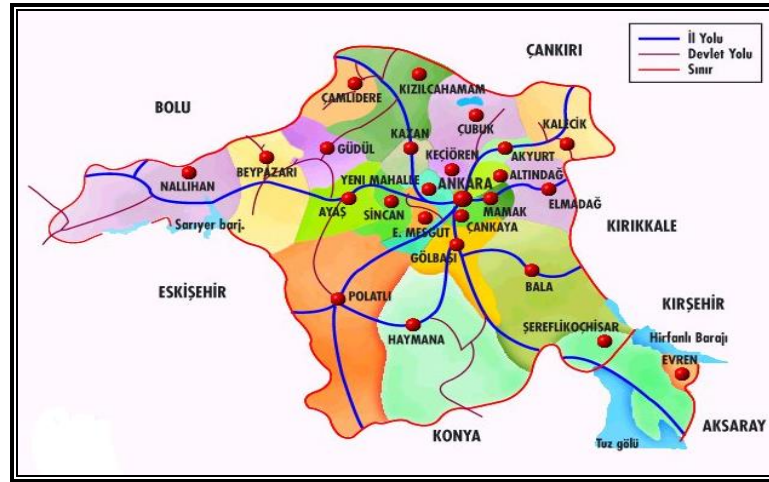 İl Yolu
Devlet Yolu
Sınır
ÇANKIRI
BOLU
ÇAMLIDERE
KIZILCAHAMAM
KALECİK
ÇUBUK
GÜDÜL
KAZAN
KEÇİÖREN
AKYURT
BEYPAZARI
NALLIHAN
YENİ MAHALLE
ANKARA
ALTINDAĞ
AYAŞ
SİNCAN
MAMAK
ELMADAĞ
E. MESGUT
ÇANKAYA
Sarıyer barj.
GÖLBAŞI
KIRIKKALE
ESKİŞEHİR
BALA
POLATLI
KIRŞEHİR
HAYMANA
ŞEREFLİKOÇHİSAR
Hirfanlı Barajı
EVREN
KONYA
AKSARAY
Tuz gölü